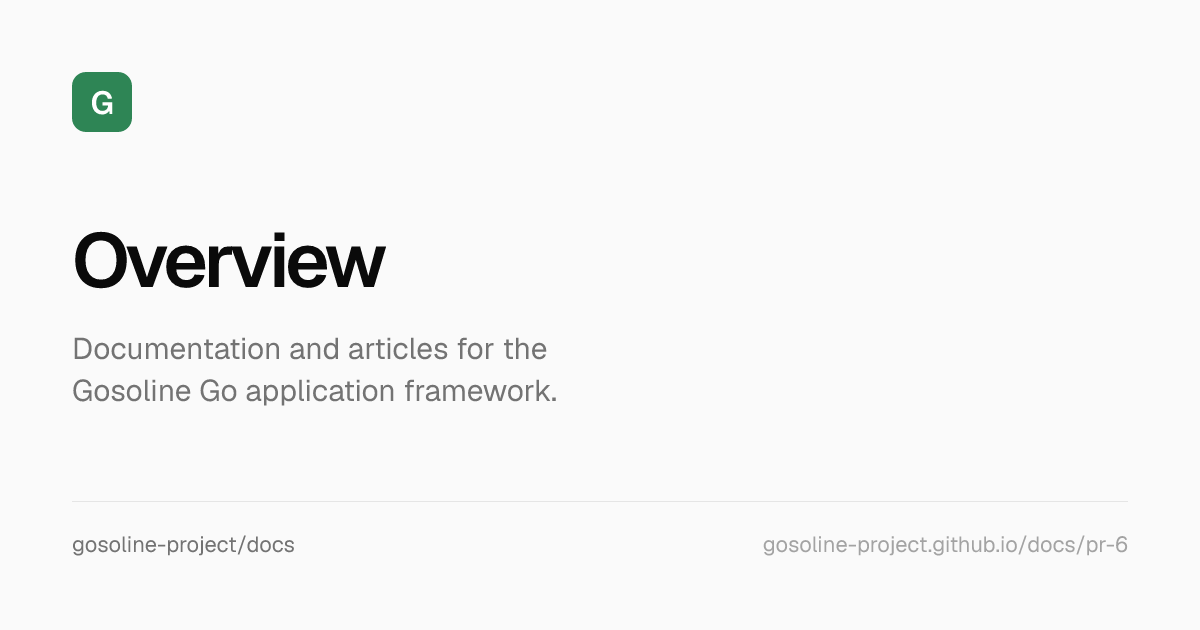 G
Overview
Documentation and articles for the
Gosoline Go application framework.
gosoline-project/docs
gosoline-project.github.io/docs/pr-6